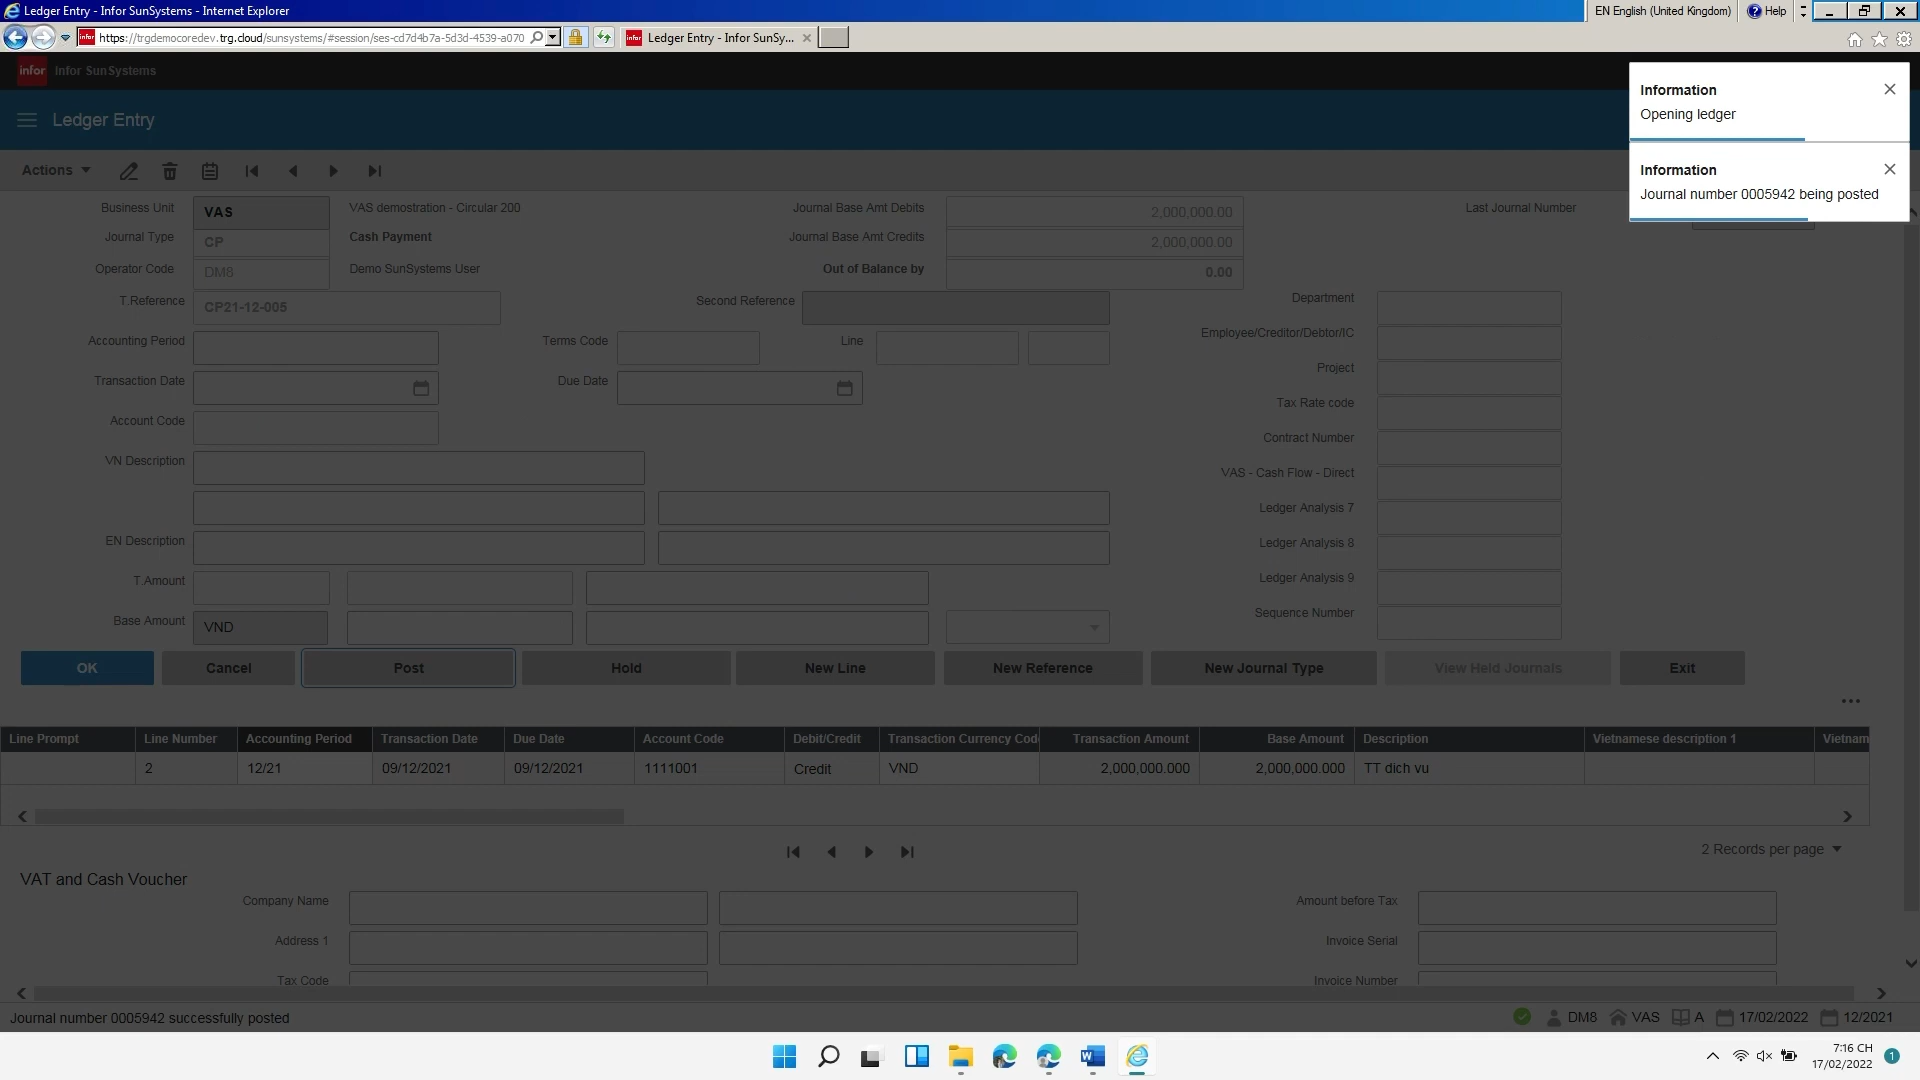 Ledger Entry - Infor SunSystems - Internet Explorer
EN English (United Kingdom)
Help
https://trgdemocoredev.trg.cloud/sunsystems/#session/ses-cd7d4b7a-5d3d-4539-a070
Ledger Entry - Infor SunSy...
infor
Infor SunSystems
Ledger Entry
Information
Opening ledger
Information
Journal number 0005942 being posted
Actions
Business Unit
VAS
VAS demostration - Circular 200
Journal Base Amt Debits
2,000,000.00
Last Journal Number
Journal Type
CP
Cash Payment
Journal Base Amt Credits
2,000,000.00
Operator Code
DM8
Demo SunSystems User
Out of Balance by
0.00
T.Reference
CP21-12-005
Second Reference
Department
Accounting Period
Terms Code
Line
Employee/Creditor/Debtor/IC
Project
Transaction Date
Due Date
Tax Rate code
Account Code
Contract Number
VN Description
VAS - Cash Flow - Direct
Ledger Analysis 7
EN Description
Ledger Analysis 8
T.Amount
Ledger Analysis 9
Base Amount
VND
Sequence Number
OK
Cancel
Post
Hold
New Line
New Reference
New Journal Type
View Held Journals
Exit
Line Prompt
Line Number
Accounting Period
Transaction Date
Due Date
Account Code
Debit/Credit
Transaction Currency Cod
Transaction Amount
Base Amount
Description
Vietnamese description 1
Vietnam
2
12/21
09/12/2021
09/12/2021
1111001
Credit
VND
2,000,000.000
2,000,000.000
TT dich vu
2 Records per page
VAT and Cash Voucher
Company Name
Amount before Tax
Address 1
Invoice Serial
Tax Code
Invoice Number
Journal number 0005942 successfully posted
DM8
VAS
A
17/02/2022
12/2021
7:16 CH
17/02/2022
1